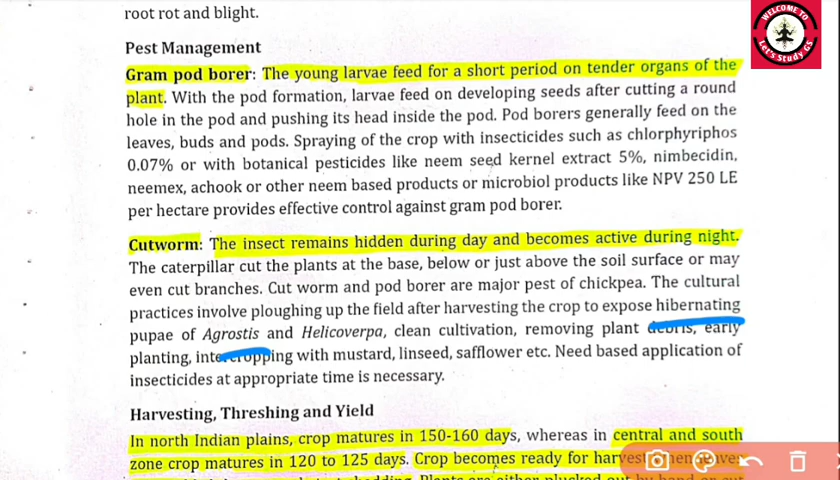 root rot and blight.
WELCOME TO
Let's Study GS
Pest Management
Gram pod borer: The young larvae feed for a short period on tender organs of the
plant. With the pod formation, larvae feed on developing seeds after cutting a round
hole in the pod and pushing its head inside the pod. Pod borers generally feed on the
leaves, buds and pods. Spraying of the crop with insecticides such as chlorphyriphos
0.07% or with botanical pesticides like neem seed kernel extract 5%, nimbecidin,
neemex, achook or other neem based products or microbiol products like NPV 250 LE
per hectare provides effective control against gram pod borer.
Cutworm: The insect remains hidden during day and becomes active during night.
The caterpillar cut the plants at the base, below or just above the soil surface or may
even cut branches. Cut worm and pod borer are major pest of chickpea. The cultural
practices involve ploughing up the field after harvesting the crop to expose hibernating
pupae of Agrostis and Helicoverpa, clean cultivation, removing plant debris, early
planting, intercropping with mustard, linseed, safflower etc. Need based application of
insecticides at appropriate time is necessary.
Harvesting, Threshing and Yield
In north Indian plains, crop matures in 150-160 days, whereas in central and south
zone crop matures in 120 to 125 days. Crop becomes ready for harvest when leaves